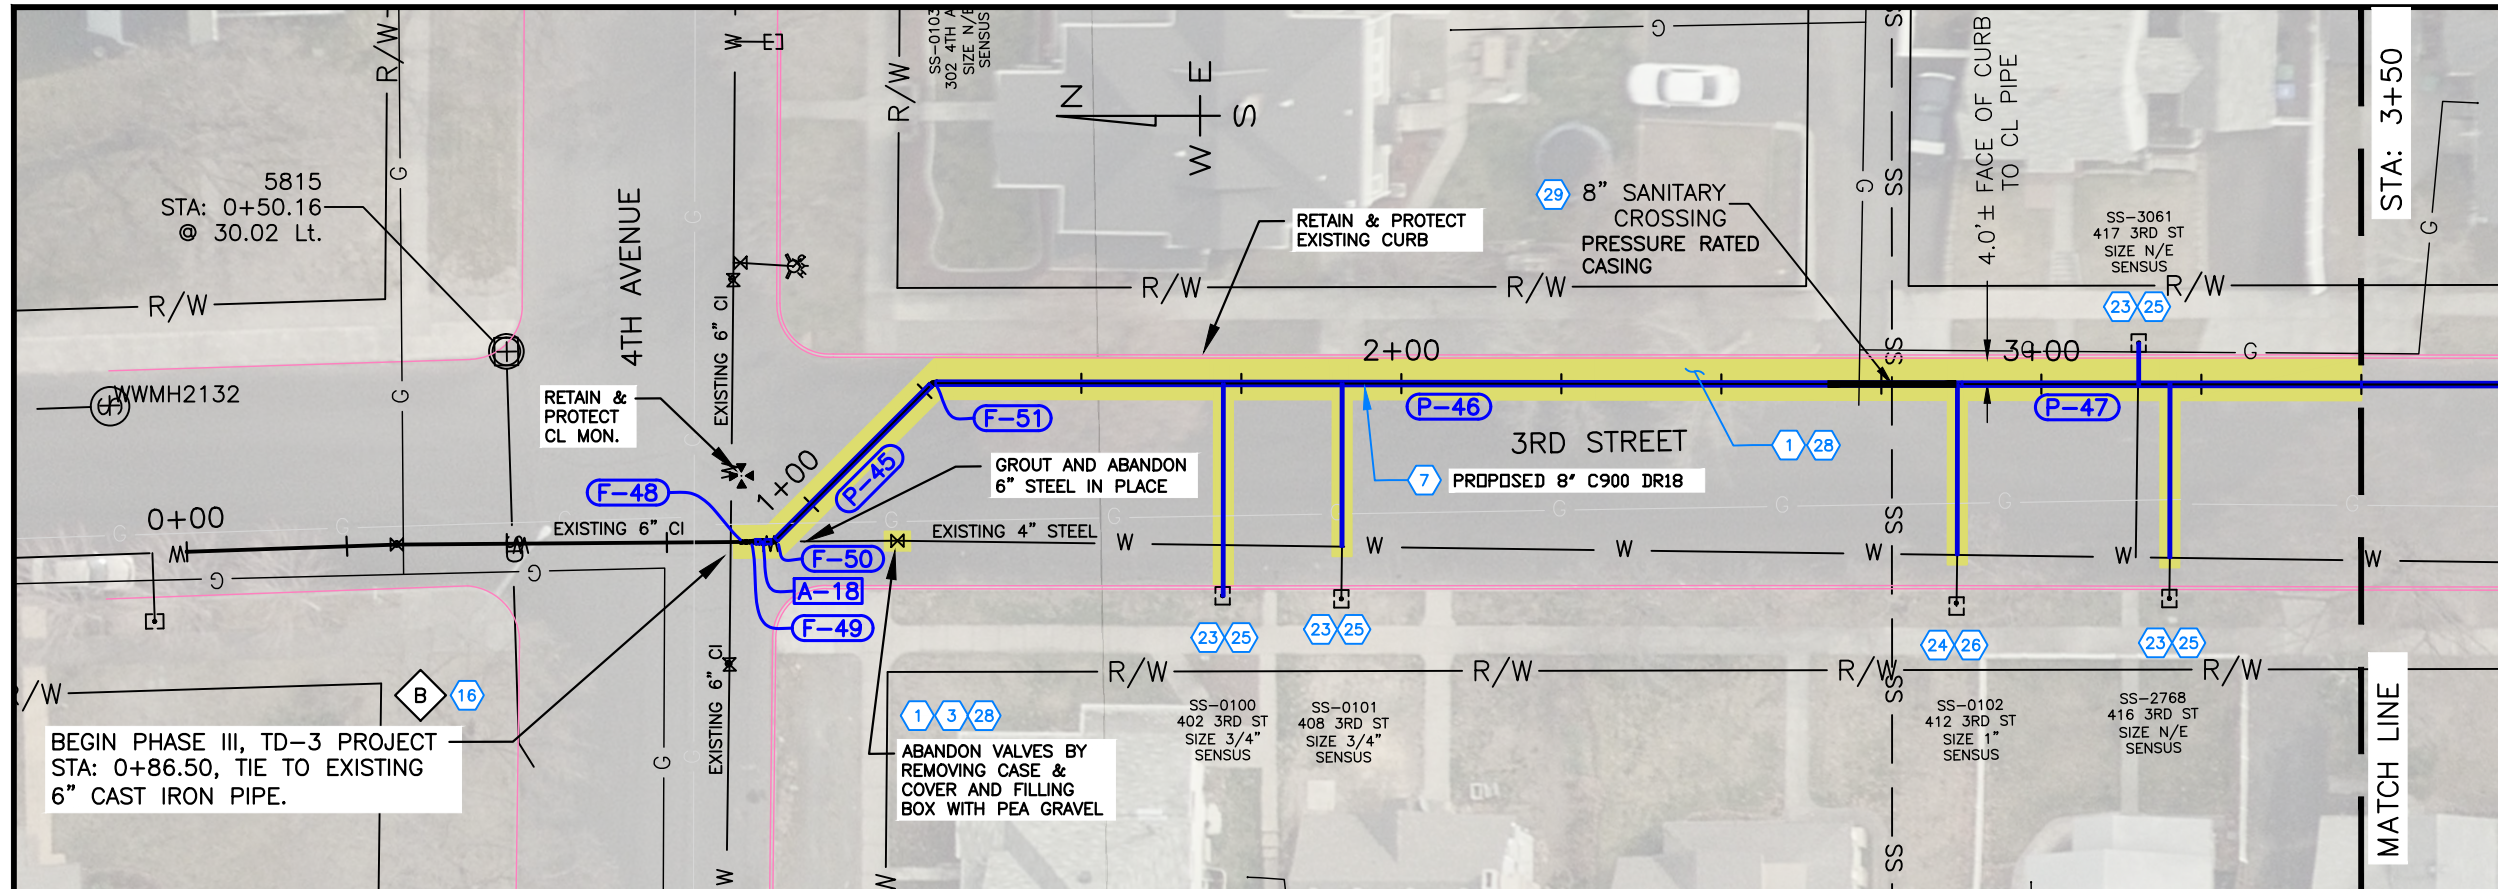 R/W
G
W
SS-0103
302 4TH A
SIZE N/E
SENSUS
R/W
N
E
S
W
G
SS
4.0'± FACE OF CURB
TO CL PIPE
STA: 3+50
5815
STA: 0+50.16
@ 30.02 Lt.
4TH AVENUE
G
RETAIN & PROTECT
EXISTING CURB
29
8" SANITARY
CROSSING
PRESSURE RATED
CASING
SS
G
SS-3061
417 3RD ST
SIZE N/E
SENSUS
G
R/W
R/W
R/W
R/W
23
25
EXISTING 6" CI
2+00
SS
3+00
G
G
WWMH2132
G
RETAIN &
PROTECT
CL MON.
F-51
P-46
P-47
3RD STREET
1
28
W
1+00
P-45
GROUT AND ABANDON
6" STEEL IN PLACE
7
PROPOSED 8" C900 DR18
F-48
0+00
G
G
EXISTING 6" CI
EXISTING 4" STEEL
W
W
W
W
W
W
W
W
SS
G
G
G
G
G
F-50
A-18
F-49
G
G
23
25
23
25
24
26
23
25
R/W
R/W
R/W
R/W
R/W
SS
B
16
EXISTING 6" CI
1
3
28
SS-0100
402 3RD ST
SIZE 3/4"
SENSUS
SS-0101
408 3RD ST
SIZE 3/4"
SENSUS
SS-0102
412 3RD ST
SIZE 1"
SENSUS
SS-2768
416 3RD ST
SIZE N/E
SENSUS
MATCH LINE
BEGIN PHASE III, TD-3 PROJECT
STA: 0+86.50, TIE TO EXISTING
6" CAST IRON PIPE.
G
ABANDON VALVES BY
REMOVING CASE &
COVER AND FILLING
BOX WITH PEA GRAVEL
W
W
SS